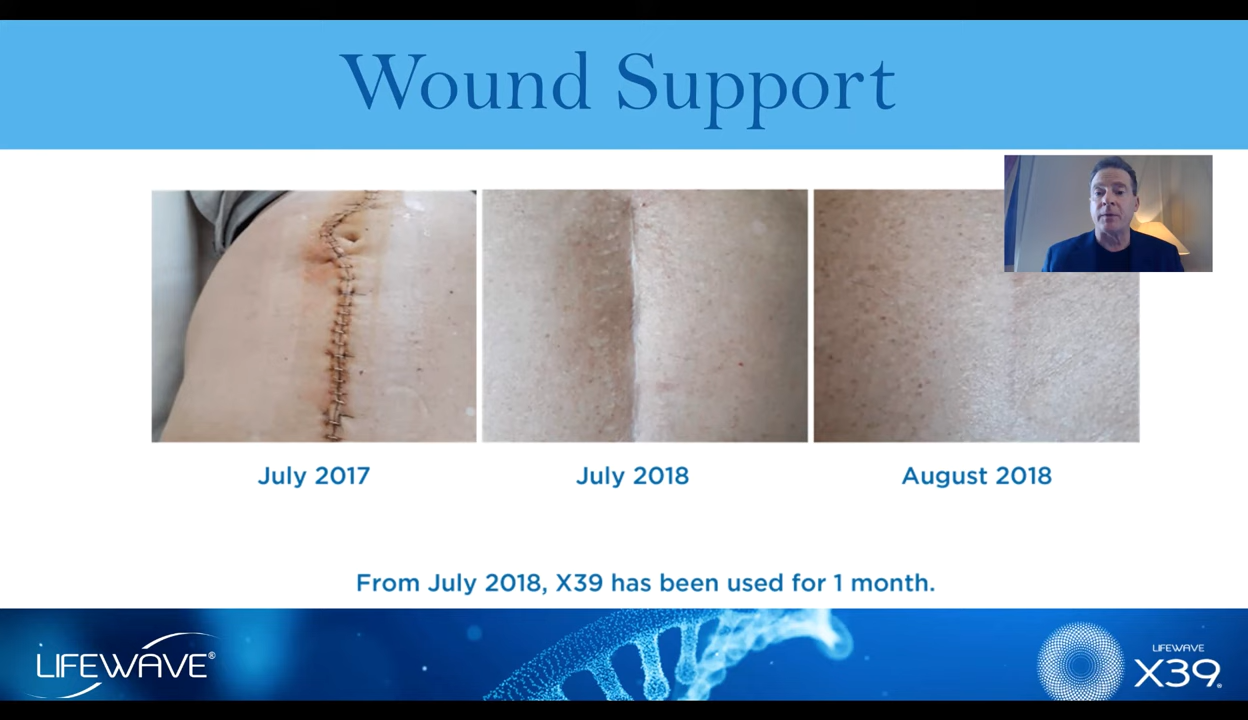 Wound Support
July 2017
July 2018
August 2018
From July 2018, X39 has been used for 1 month.
LIFEWAVE®
LIFEWAVE
X39®